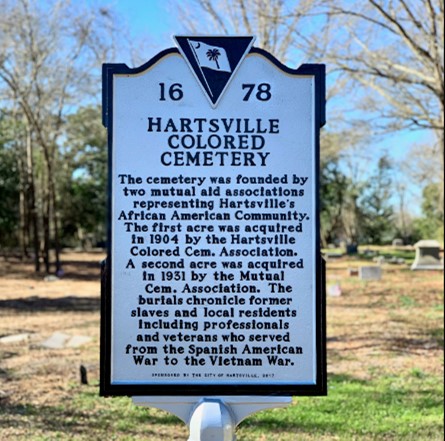 16 78
HARTSVILLE
COLORED
CEMETERY
The cemetery was founded by
two mutual aid associations
representing Hartsville's
African American Community.
The first acre was acquired
in 1904 by the Hartsville
Colored Cem. Association.
A second acre was acquired
in 1931 by the Mutual
Cem. Association. The
burials chronicle former
slaves and local residents
including professionals
and veterans who served
from the Spanish American
War to the Vietnam War.
SPONSORED BY THE CITY OF HARTSVILLE, 2017